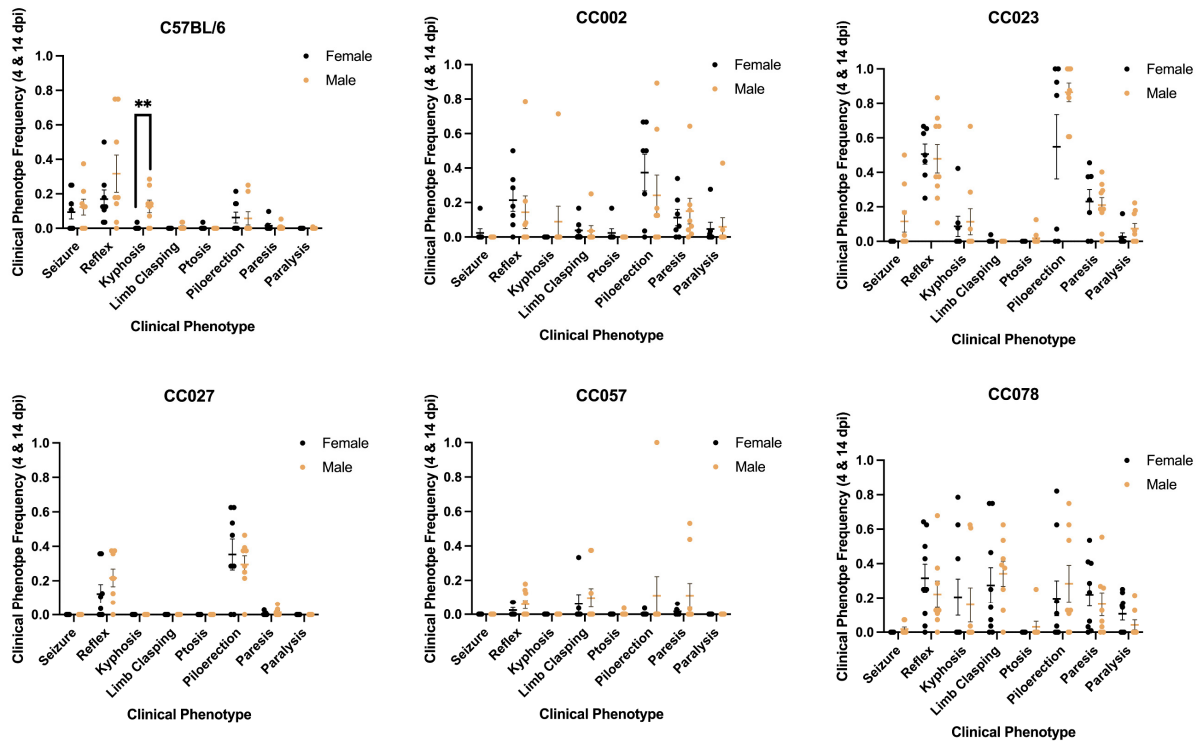 C57BL/6
Clinical Phenotpe Frequency (4 & 14 dpi)
1.0
0.8
0.6
0.4
0.2
0.0
**
Female
Male
Seizure
Reflex
Kyphosis
Limb Clasping
Ptosis
Piloerection
Paresis
Paralysis
Clinical Phenotype
CC002
Clinical Phenotpe Frequency (4 & 14 dpi)
1.0
0.8
0.6
0.4
0.2
0.0
Female
Male
Seizure
Reflex
Kyphosis
Limb Clasping
Ptosis
Piloerection
Paresis
Paralysis
Clinical Phenotype
CC023
Clinical Phenotpe Frequency (4 & 14 dpi)
1.0
0.8
0.6
0.4
0.2
0.0
Female
Male
Seizure
Reflex
Kyphosis
Limb Clasping
Ptosis
Piloerection
Paresis
Paralysis
Clinical Phenotype
CC027
Clinical Phenotpe Frequency (4 & 14 dpi)
1.0
0.8
0.6
0.4
0.2
0.0
Female
Male
Seizure
Reflex
Kyphosis
Limb Clasping
Ptosis
Piloerection
Paresis
Paralysis
Clinical Phenotype
CC057
Clinical Phenotpe Frequency (4 & 14 dpi)
1.0
0.8
0.6
0.4
0.2
0.0
Female
Male
Seizure
Reflex
Kyphosis
Limb Clasping
Ptosis
Piloerection
Paresis
Paralysis
Clinical Phenotype
CC078
Clinical Phenotpe Frequency (4 & 14 dpi)
1.0
0.8
0.6
0.4
0.2
0.0
Female
Male
Seizure
Reflex
Kyphosis
Limb Clasping
Ptosis
Piloerection
Paresis
Paralysis
Clinical Phenotype